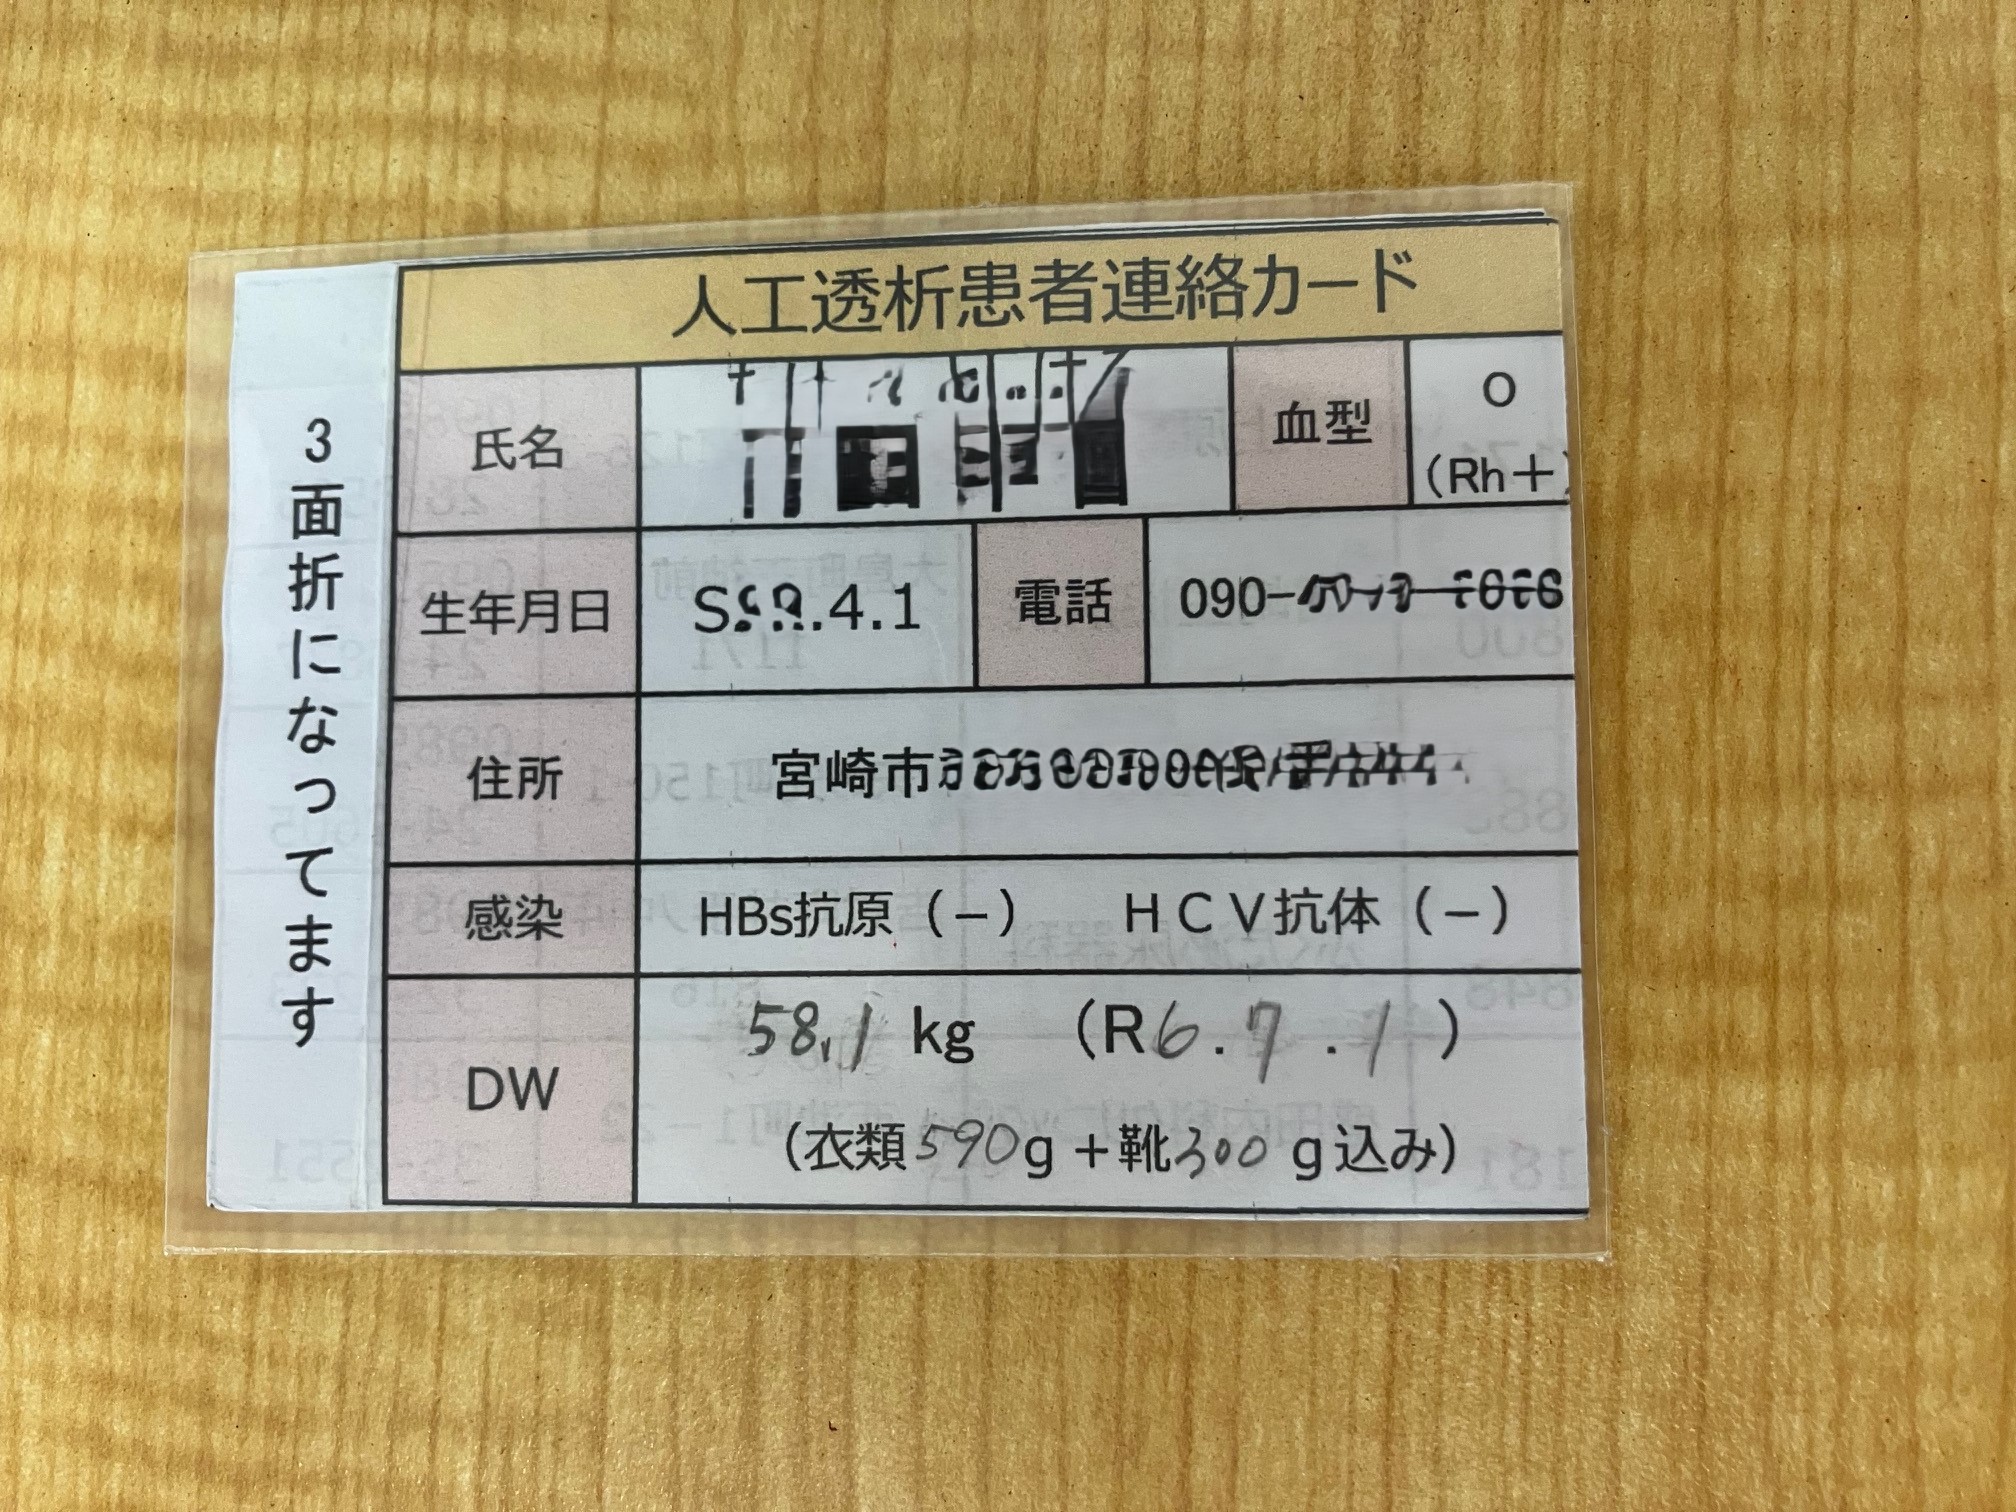 人工透析患者連絡カード
3面折になってます
氏名
血型
O
(Rh+)
生年月日
.4.1
電話
090-
住所
宮崎市
感染
HBs抗原(-) HCV抗体(-)
DW
58.1 kg (R6.7.1)
(衣類590g+靴300g込み)